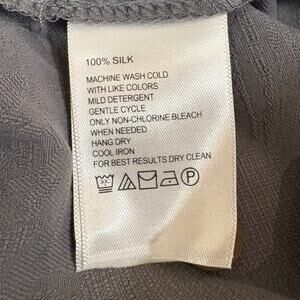 100% SILK
MACHINE WASH COLD
WITH LIKE COLORS
MILD DETERGENT
GENTLE CYCLE
ONLY NON-CHLORINE BLEACH
WHEN NEEDED
HANG DRY
COOL IRON
FOR BEST RESULTS DRY CLEAN
P